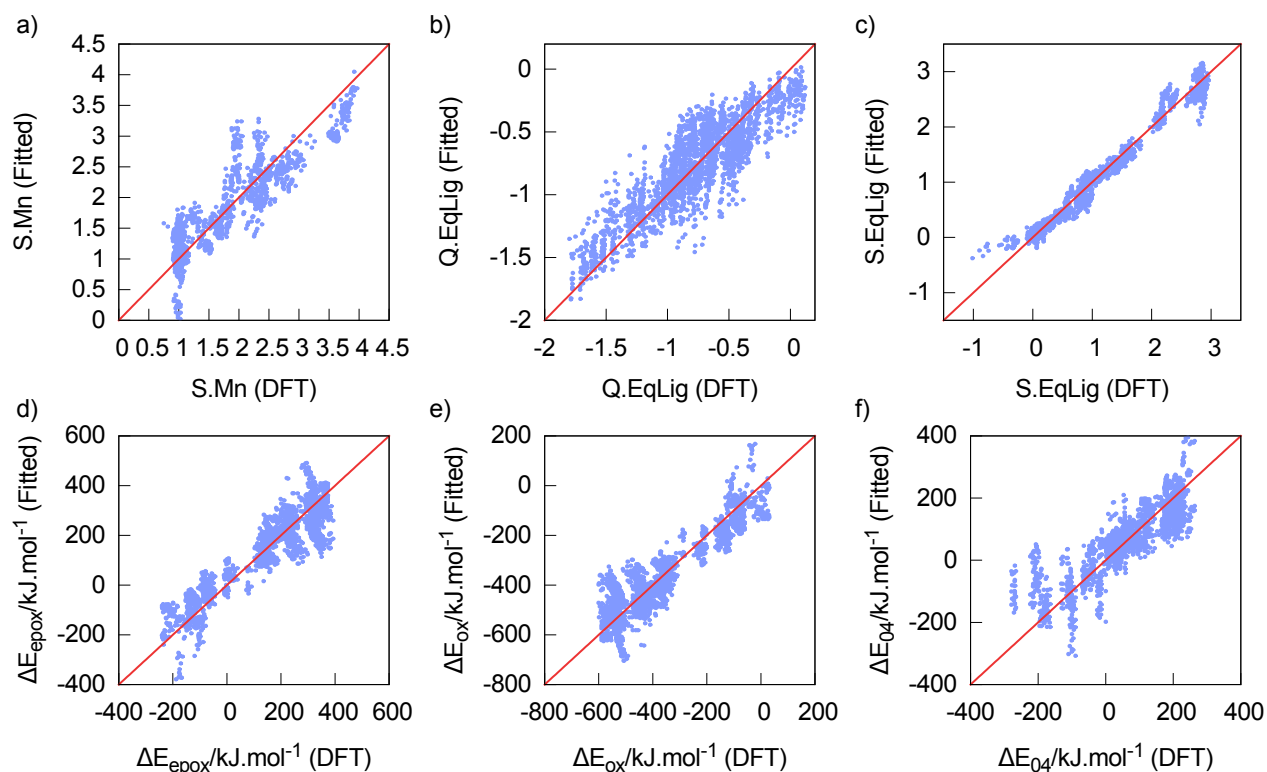 a)
4.5
4
3.5
3
2.5
2
1.5
1
0.5
0
S.Mn (Fitted)
0 0.5 1 1.5 2 2.5 3 3.5 4 4.5
S.Mn (DFT)
b)
0
-0.5
-1
-1.5
-2
Q.EqLig (Fitted)
-2 -1.5 -1 -0.5 0
Q.EqLig (DFT)
c)
3
2
1
0
-1
S.EqLig (Fitted)
-1 0 1 2 3
S.EqLig (DFT)
d)
600
400
200
0
-200
-400
ΔE_epox/kJ.mol⁻¹ (Fitted)
-400 -200 0 200 400 600
ΔE_epox/kJ.mol⁻¹ (DFT)
e)
200
0
-200
-400
-600
-800
ΔE_ox/kJ.mol⁻¹ (Fitted)
-800 -600 -400 -200 0 200
ΔE_ox/kJ.mol⁻¹ (DFT)
f)
400
200
0
-200
-400
ΔE_04/kJ.mol⁻¹ (Fitted)
-400 -200 0 200 400
ΔE_04/kJ.mol⁻¹ (DFT)